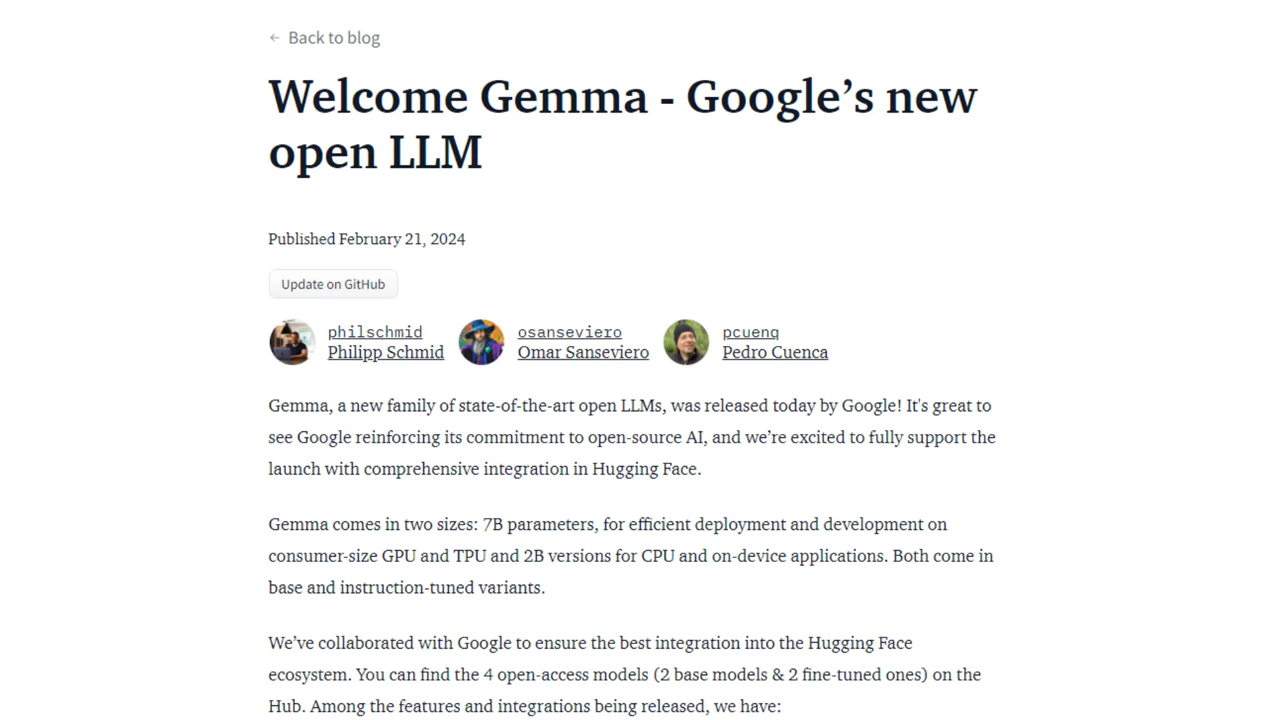 ← Back to blog
Welcome Gemma - Google’s new
open LLM
Published February 21, 2024
Update on GitHub
philschmid
Philipp Schmid
osanseviero
Omar Sanseviero
pcuenq
Pedro Cuenca
Gemma, a new family of state-of-the-art open LLMs, was released today by Google! It's great to
see Google reinforcing its commitment to open-source AI, and we’re excited to fully support the
launch with comprehensive integration in Hugging Face.
Gemma comes in two sizes: 7B parameters, for efficient deployment and development on
consumer-size GPU and TPU and 2B versions for CPU and on-device applications. Both come in
base and instruction-tuned variants.
We’ve collaborated with Google to ensure the best integration into the Hugging Face
ecosystem. You can find the 4 open-access models (2 base models & 2 fine-tuned ones) on the
Hub. Among the features and integrations being released, we have: